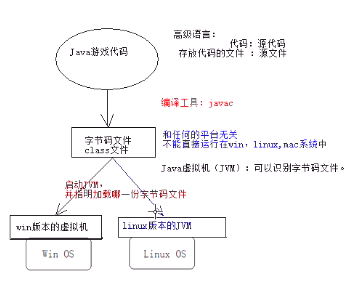 高级语言:
代码: 源代码
存放代码的文件 : 源文件
Java游戏代码
编译工具: javac
字节码文件
class文件
和任何的平台无关
不能直接运行在win, linux,mac系统中
Java虚拟机(JVM): 可以识别字节码文件。
启动JVM,
并指明加载哪一份字节码文件
win版本的虚拟机
linux版本的JVM
Win OS
Linux OS